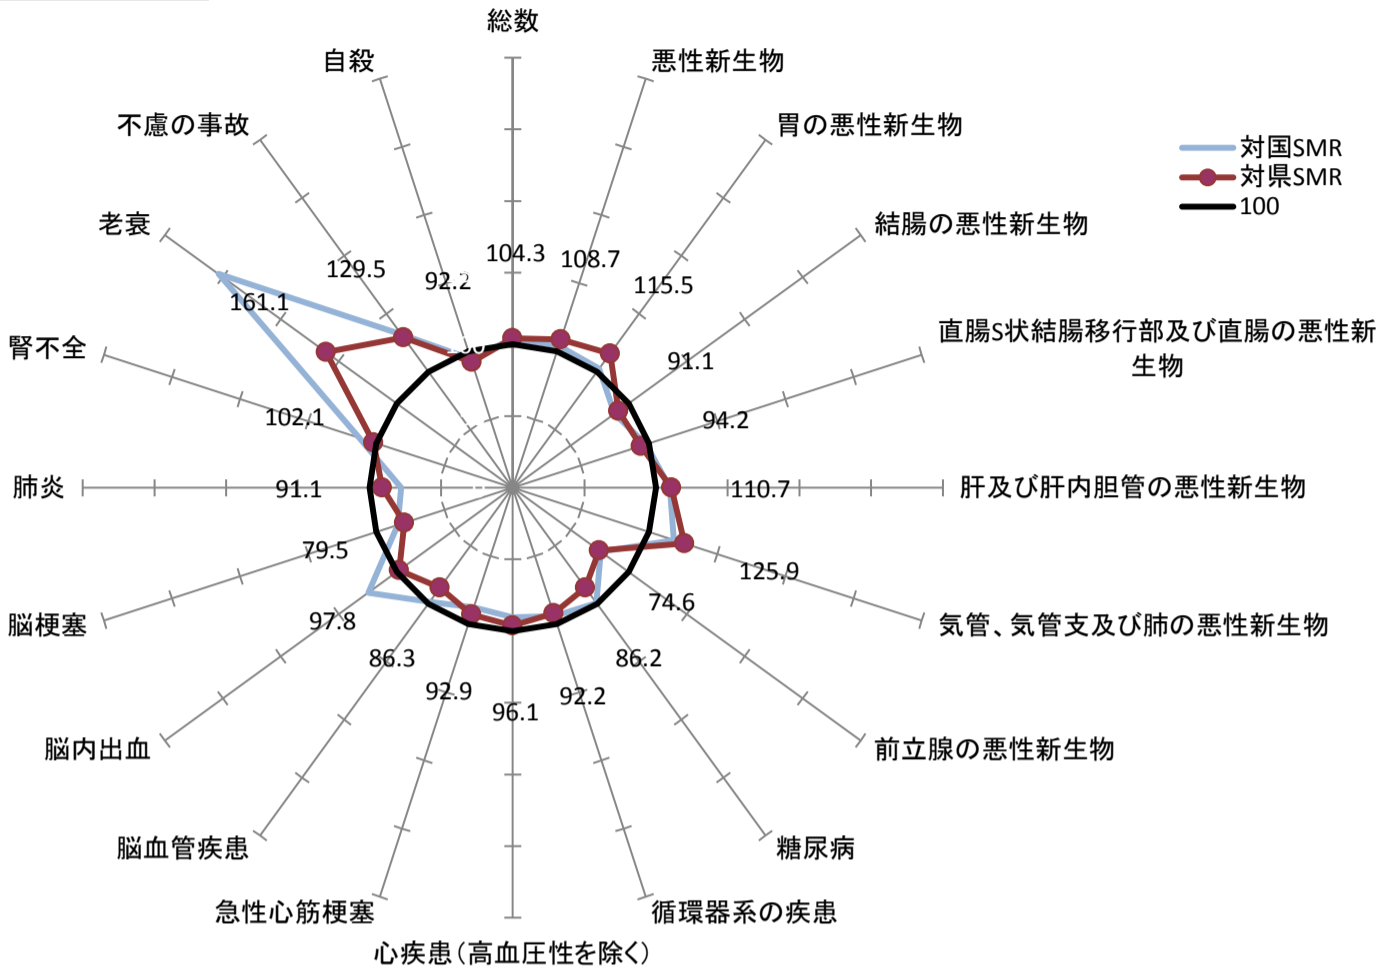 総数
自殺
悪性新生物
不慮の事故
胃の悪性新生物
対国SMR
対県SMR
100
老衰
結腸の悪性新生物
104.3
108.7
129.5
92.2
115.5
161.1
腎不全
直腸S状結腸移行部及び直腸の悪性新
生物
91.1
102.1
94.2
肺炎
91.1
110.7
肝及び肝内胆管の悪性新生物
79.5
125.9
脳梗塞
97.8
74.6
気管、気管支及び肺の悪性新生物
86.3
86.2
92.9
92.2
96.1
脳内出血
前立腺の悪性新生物
脳血管疾患
糖尿病
急性心筋梗塞
循環器系の疾患
心疾患(高血圧性を除く)